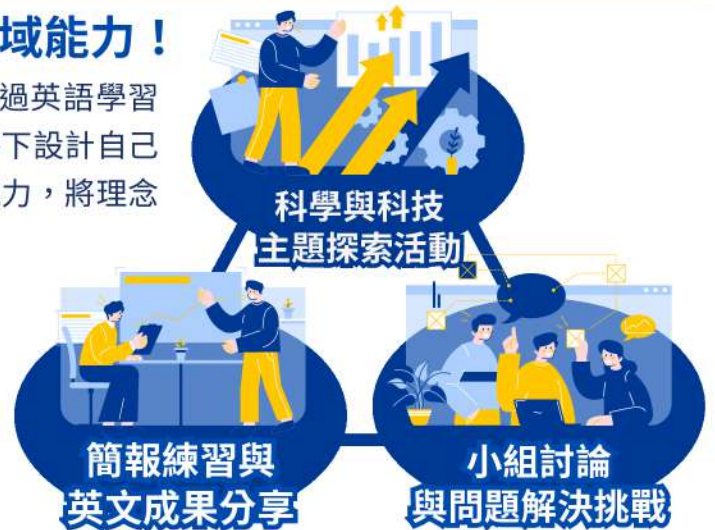 域能力！
過英語學習
下設計自己
力，將理念
科學與科技
主題探索活動
簡報練習與
英文成果分享
小組討論
與問題解決挑戰